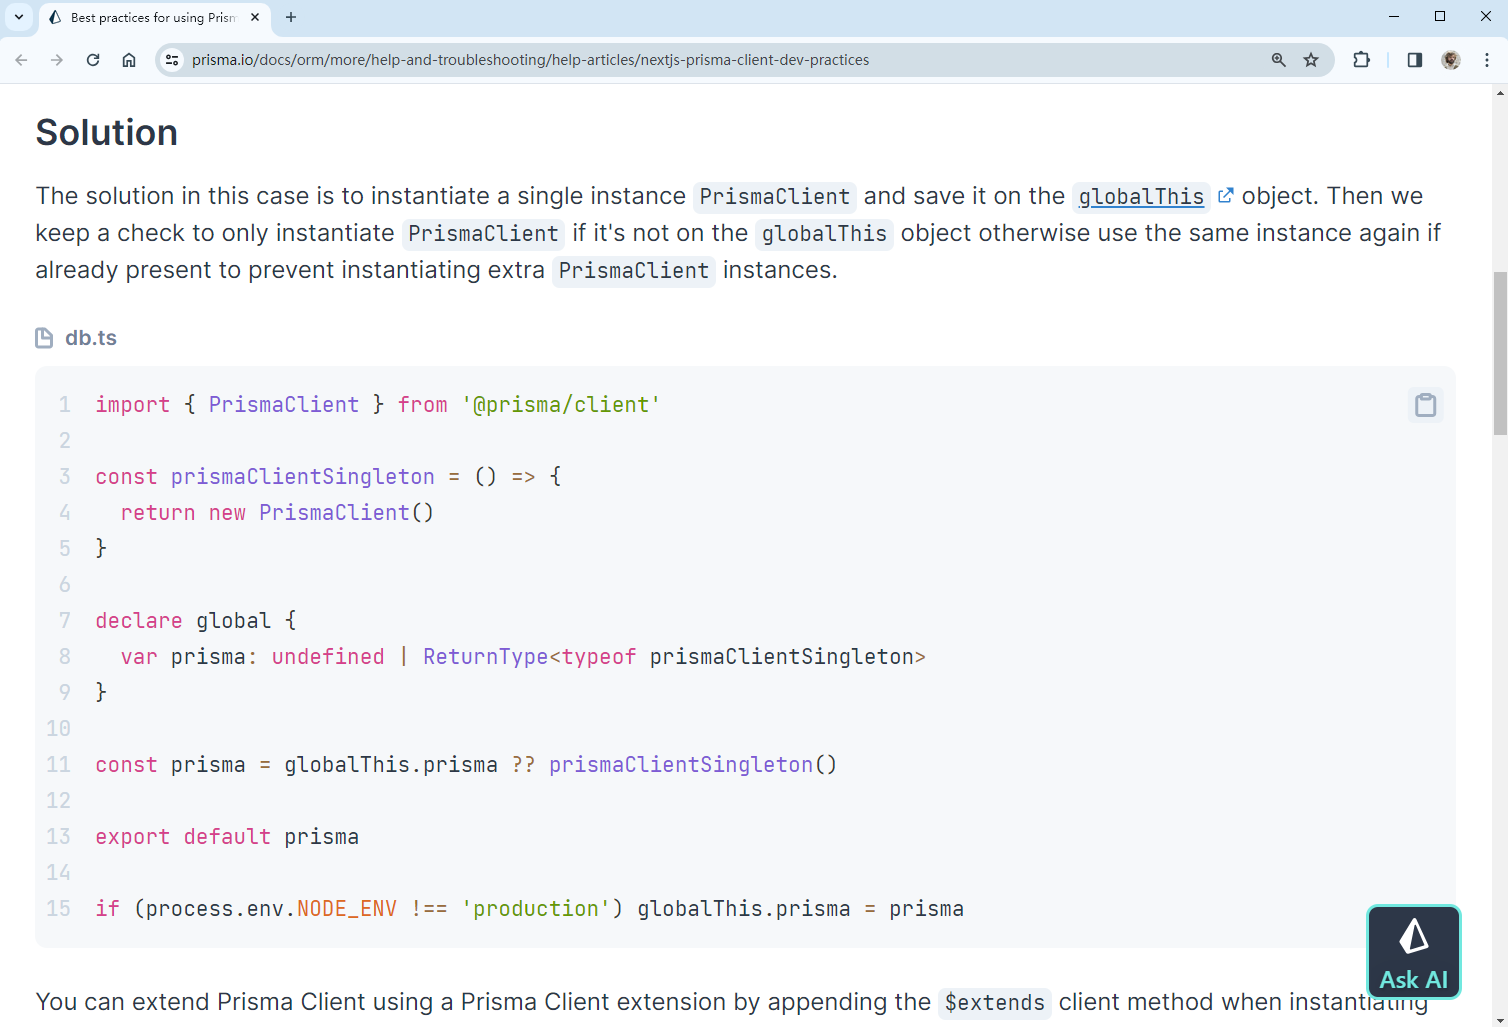 Best practices for using Prism
prisma.io/docs/orm/more/help-and-troubleshooting/help-articles/nextjs-prisma-client-dev-practices
Solution
The solution in this case is to instantiate a single instance PrismaClient and save it on the globalThis object. Then we
keep a check to only instantiate PrismaClient if it's not on the globalThis object otherwise use the same instance again if
already present to prevent instantiating extra PrismaClient instances.
db.ts
1 import { PrismaClient } from '@prisma/client'
2
3 const prismaClientSingleton = () => {
4   return new PrismaClient()
5 }
6
7 declare global {
8   var prisma: undefined | ReturnType<typeof prismaClientSingleton>
9 }
10
11 const prisma = globalThis.prisma ?? prismaClientSingleton()
12
13 export default prisma
14
15 if (process.env.NODE_ENV !== 'production') globalThis.prisma = prisma
Ask AI
You can extend Prisma Client using a Prisma Client extension by appending the $extends client method when instantiating